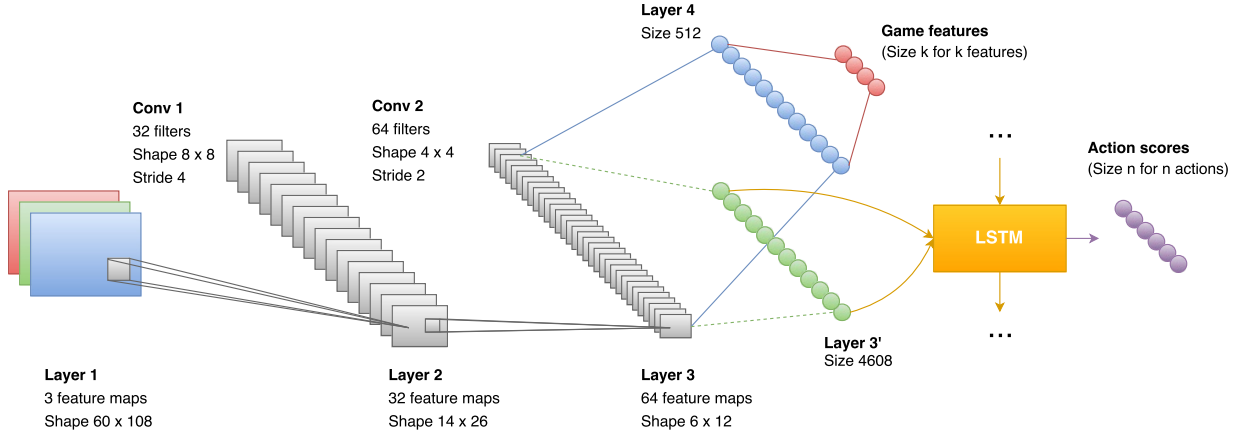 Layer 4
Size 512
Game features
(Size k for k features)
Conv 1
32 filters
Shape 8 x 8
Stride 4
Conv 2
64 filters
Shape 4 x 4
Stride 2
...
Action scores
(Size n for n actions)
LSTM
...
Layer 3'
Size 4608
Layer 1
3 feature maps
Shape 60 x 108
Layer 2
32 feature maps
Shape 14 x 26
Layer 3
64 feature maps
Shape 6 x 12